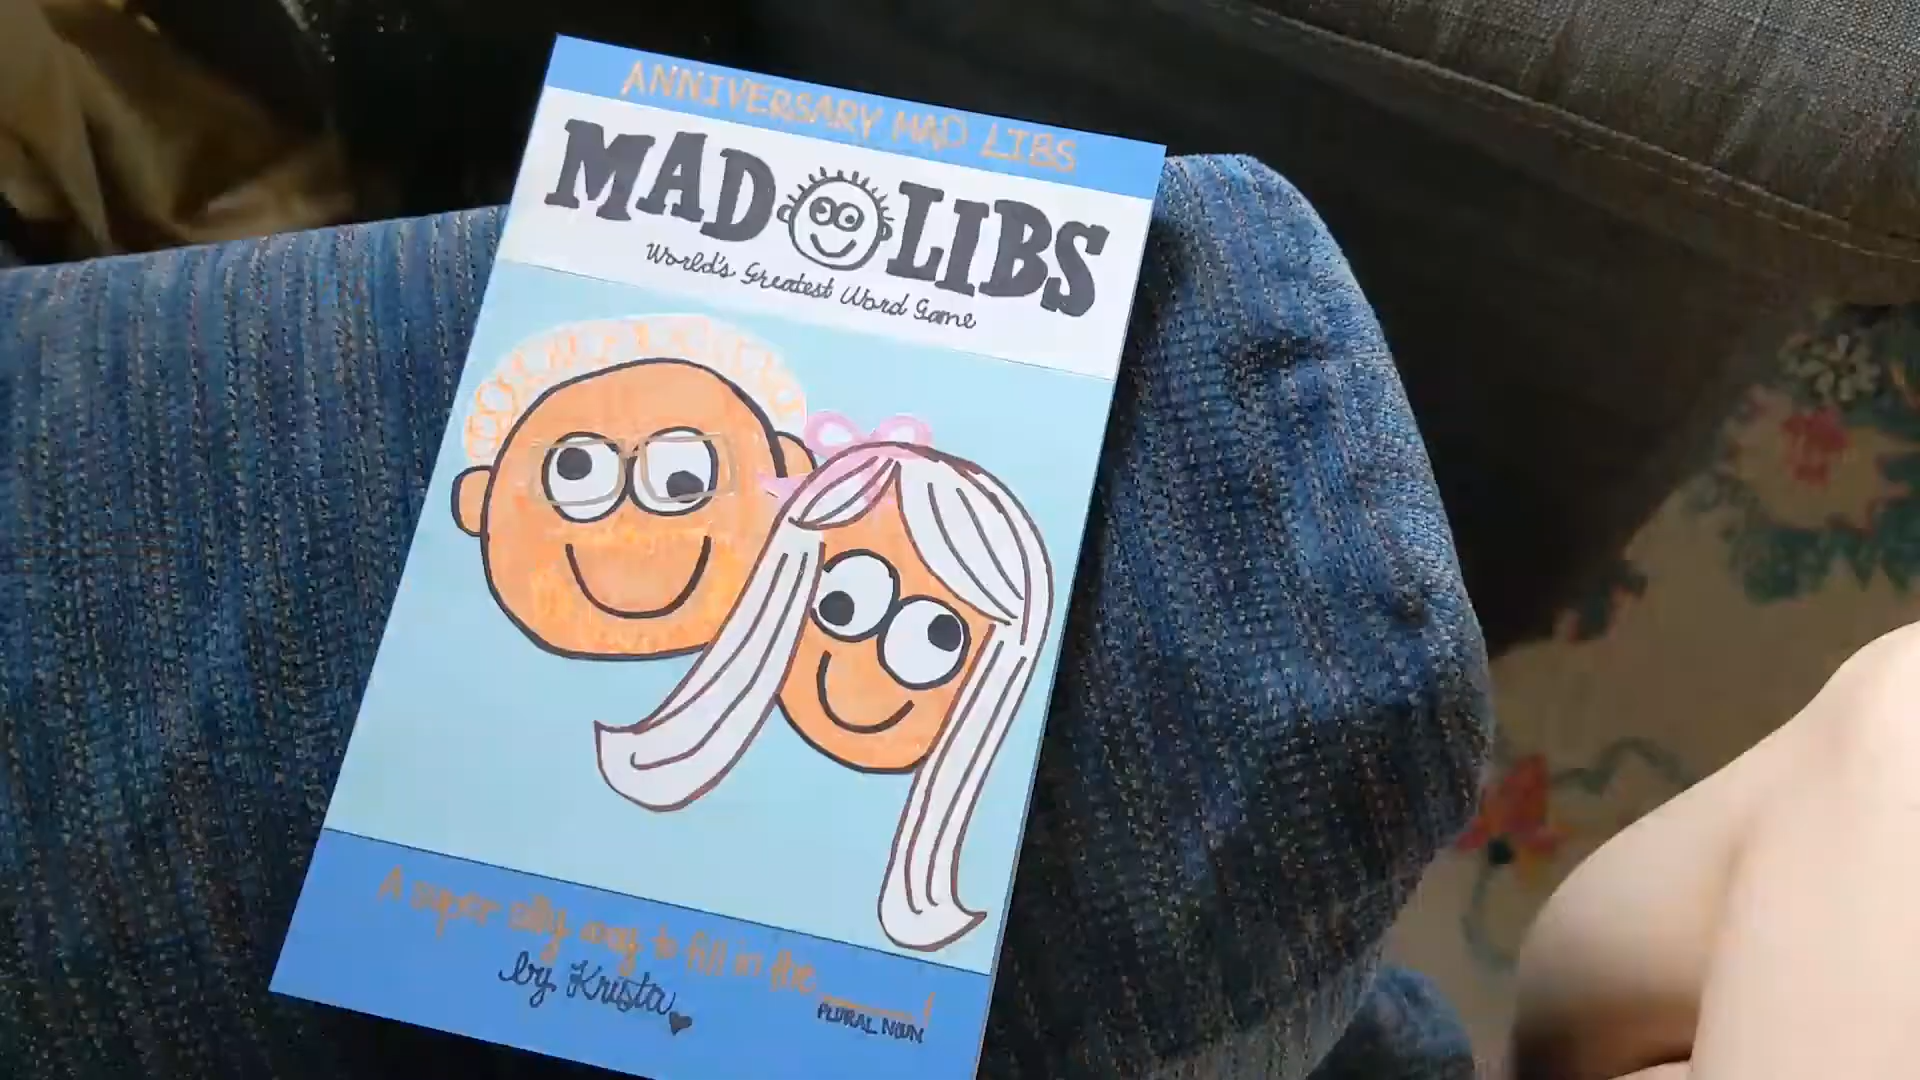 ANNIVERSARY MAD LIBS
MAD LIBS
World's Greatest Word Game
A super silly way to fill in the ______!
PLURAL NOUN
by Krista